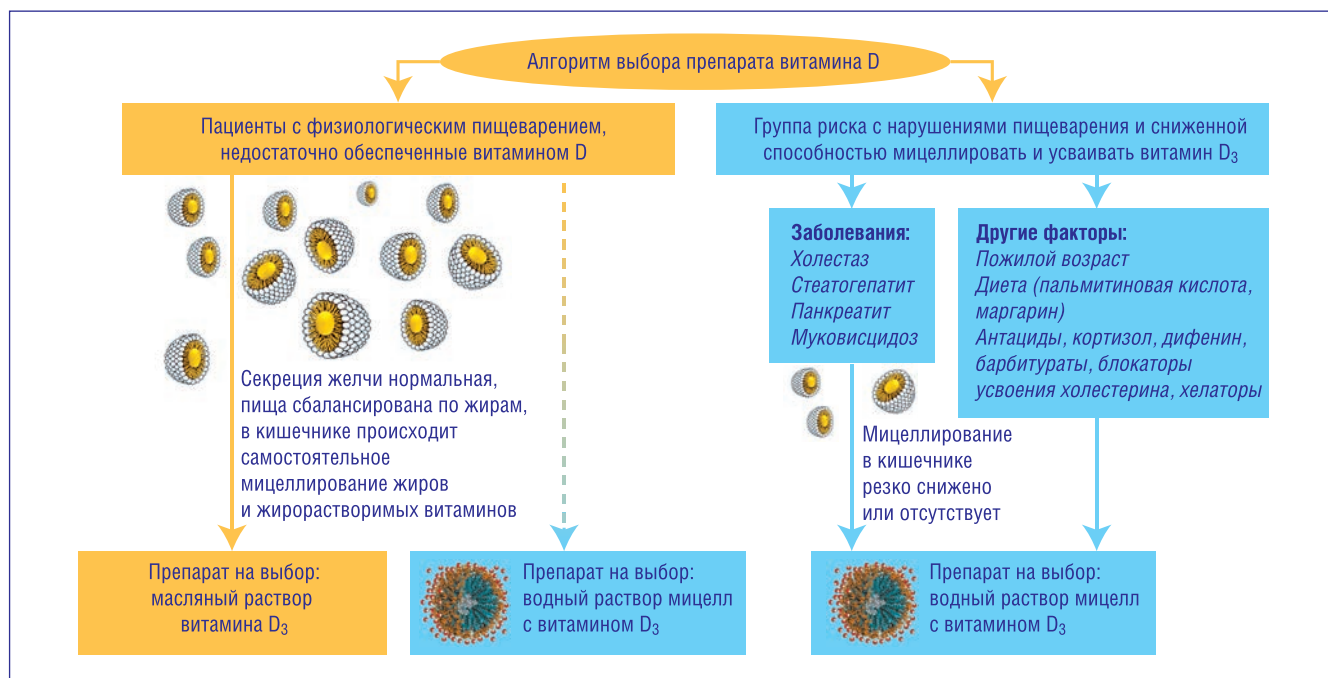 Алгоритм выбора препарата витамина D
Пациенты с физиологическим пищеварением,
недостаточно обеспеченные витамином D
Группа риска с нарушениями пищеварения и сниженной
способностью мицеллировать и усваивать витамин D₃
Заболевания:
Холестаз
Стеатогепатит
Панкреатит
Муковисцидоз
Другие факторы:
Пожилой возраст
Диета (пальмитиновая кислота,
маргарин)
Антациды, кортизол, дифенин,
барбитураты, блокаторы
усвоения холестерина, хелаторы
Секреция желчи нормальная,
пища сбалансирована по жирам,
в кишечнике происходит
самостоятельное
мицеллирование жиров
и жирорастворимых витаминов
Мицеллирование
в кишечнике
резко снижено
или отсутствует
Препарат на выбор:
масляный раствор
витамина D₃
Препарат на выбор:
водный раствор мицелл
с витамином D₃
Препарат на выбор:
водный раствор мицелл
с витамином D₃